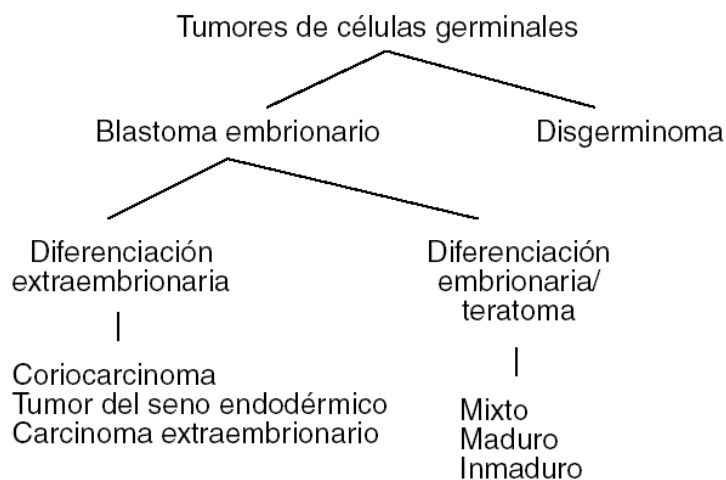 Tumores de células germinales
Blastoma embrionario
Disgerminoma
Diferenciación
extraembrionaria
Diferenciación
embrionaria/
teratoma
Coriocarcinoma
Tumor del seno endodérmico
Carcinoma extraembrionario
Mixto
Maduro
Inmaduro